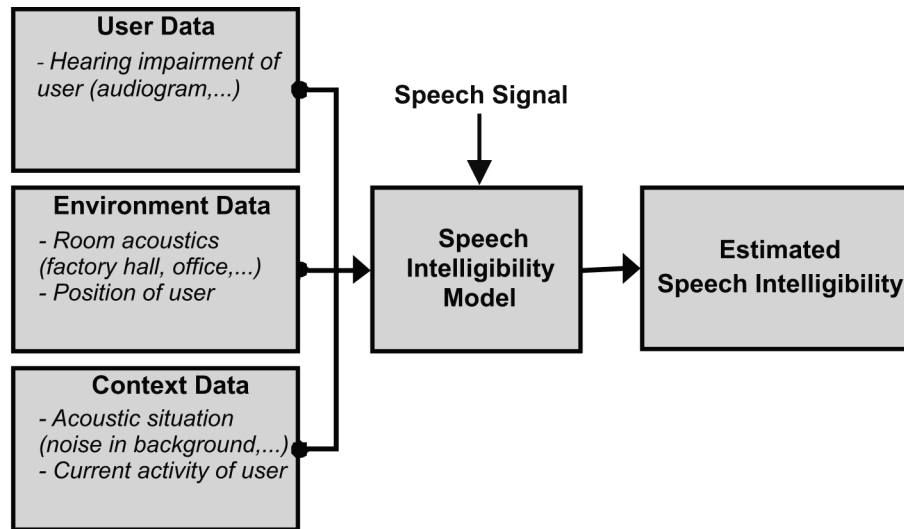 User Data
- Hearing impairment of
user (audiogram,...)
Speech Signal
Environment Data
- Room acoustics
(factory hall, office,...)
- Position of user
Speech
Intelligibility
Model
Estimated
Speech Intelligibility
Context Data
- Acoustic situation
(noise in background,...)
- Current activity of user